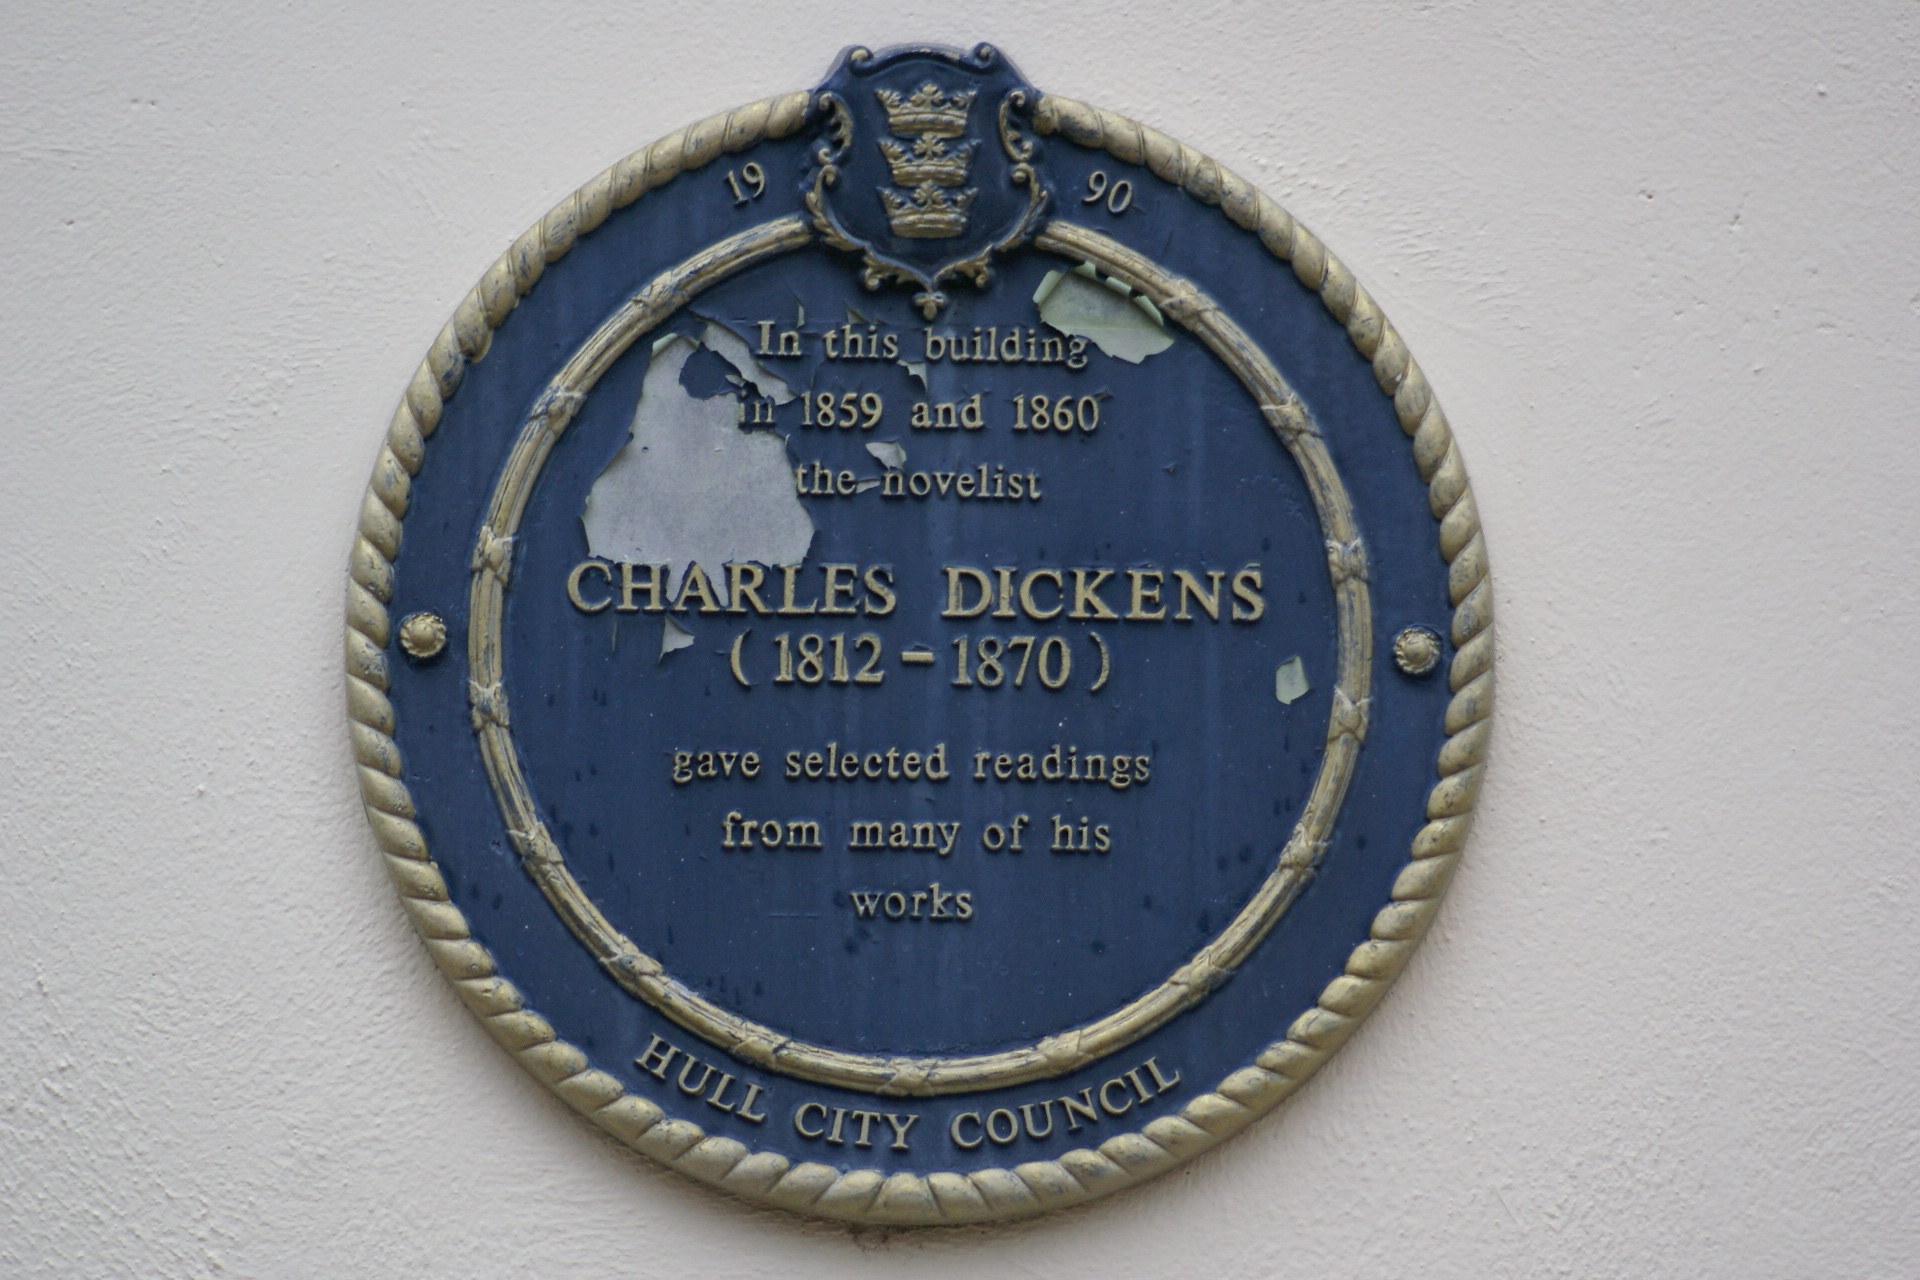 19 90
In this building
in 1859 and 1860
the novelist
CHARLES DICKENS
(1812 - 1870)
gave selected readings
from many of his
works
HULL CITY COUNCIL